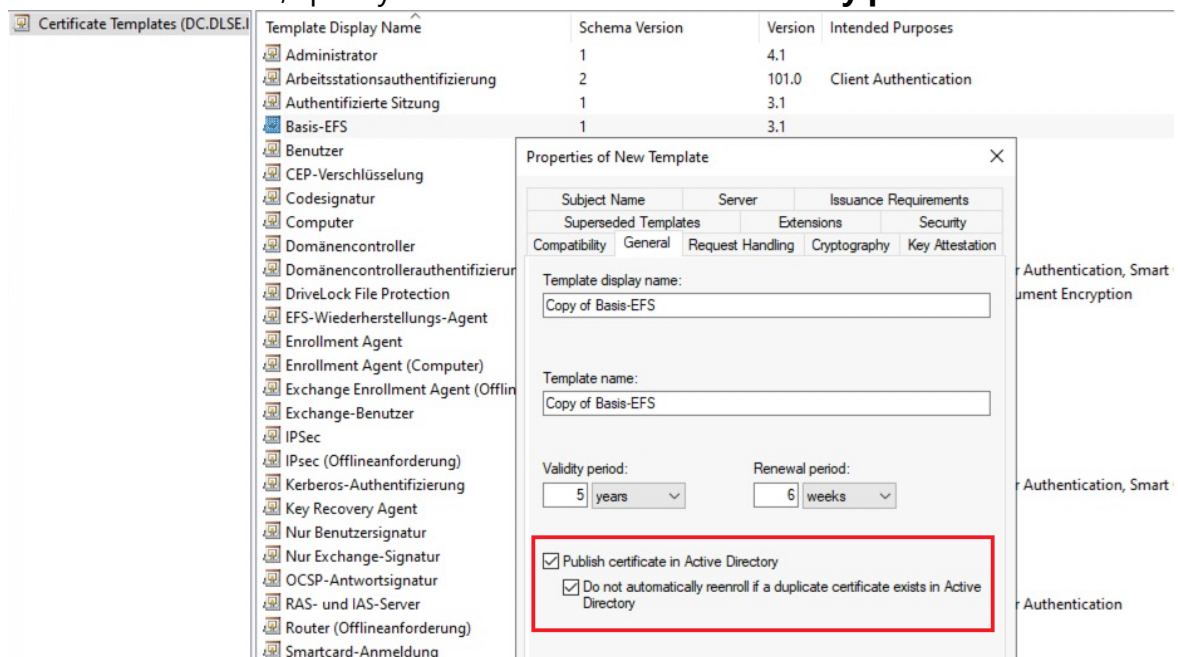 Certificate Templates (DC.DLSE.I
Template Display Name Schema Version Version Intended Purposes
Administrator 1 4.1
Arbeitsstationsauthentifizierung 2 101.0 Client Authentication
Authentifizierte Sitzung 1 3.1
Basis-EFS 1 3.1
Benutzer
CEP-Verschlüsselung
Codesignatur
Computer
Domänencontroller
Domänencontrollerauthentifizierur
DriveLock File Protection
EFS-Wiederherstellungs-Agent
Enrollment Agent
Enrollment Agent (Computer)
Exchange Enrollment Agent (Offlin
Exchange-Benutzer
IPSec
IPsec (Offlineanforderung)
Kerberos-Authentifizierung
Key Recovery Agent
Nur Benutzersignatur
Nur Exchange-Signatur
OCSP-Antwortsignatur
RAS- und IAS-Server
Router (Offlineanforderung)
Smartcard-Anmeldung
Properties of New Template
Subject Name Server Issuance Requirements
Superseded Templates Extensions Security
Compatibility General Request Handling Cryptography Key Attestation
Template display name:
Copy of Basis-EFS
Template name:
Copy of Basis-EFS
Validity period: Renewal period:
5 years 6 weeks
Publish certificate in Active Directory
Do not automatically reenroll if a duplicate certificate exists in Active
Directory
r Authentication, Smart
ument Encryption
r Authentication, Smart
r Authentication